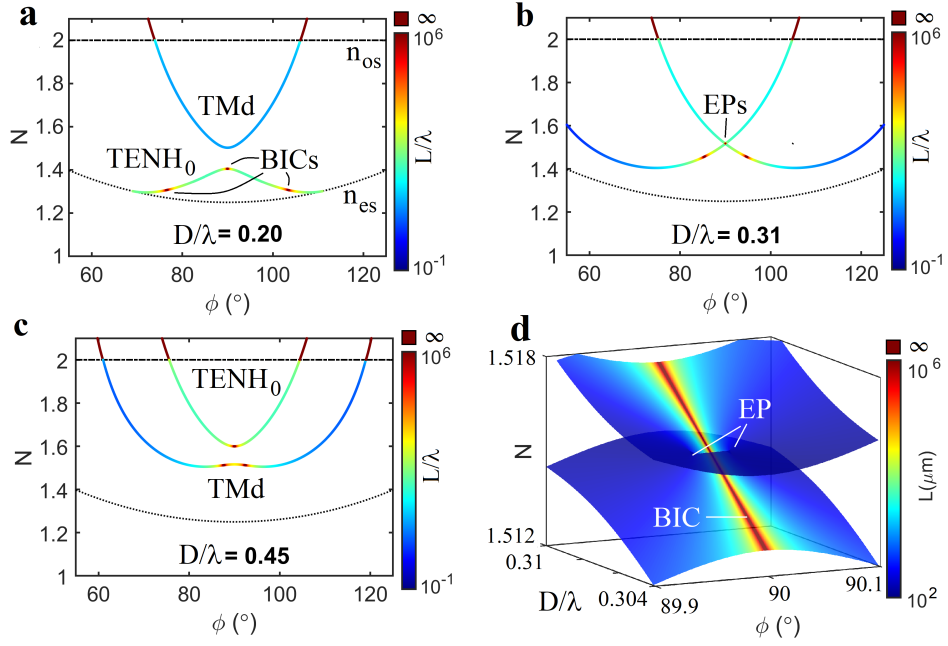 a
∞
10^6
L/λ
10^-1
2
1.8
1.6
1.4
1.2
1
N
n_os
TMd
TENH_0
BICs
n_es
D/λ = 0.20
60
80
100
120
ϕ (°)
b
∞
10^6
L/λ
10^-1
2
1.8
1.6
1.4
1.2
1
N
EPs
D/λ = 0.31
60
80
100
120
ϕ (°)
c
∞
10^6
L/λ
10^-1
2
1.8
1.6
1.4
1.2
1
N
TENH_0
TMd
D/λ = 0.45
60
80
100
120
ϕ (°)
d
∞
10^6
L(μm)
10^2
1.518
N
1.512
EP
BIC
0.31
D/λ
0.304
89.9
90
90.1
ϕ (°)